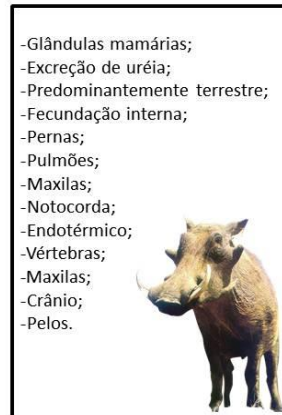 -Glândulas mamárias;
-Excreção de uréia;
-Predominantemente terrestre;
-Fecundação interna;
-Pernas;
-Pulmões;
-Maxilas;
-Notocorda;
-Endotérmico;
-Vértebras;
-Maxilas;
-Crânio;
-Pelos.